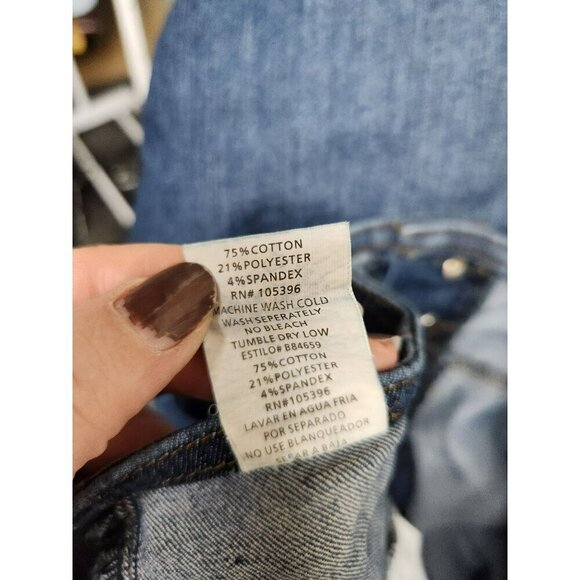 75% COTTON
21% POLYESTER
4% SPANDEX
RN# 105396
MACHINE WASH COLD
WASH SEPERATELY
NO BLEACH
TUMBLE DRY LOW
ESTILO# B84659
75% COTTON
21% POLYESTER
4% SPANDEX
RN#105396
LAVAR EN AGUA FRIA
POR SEPARADO
NO USE BLANQUEADOR
A BAJA